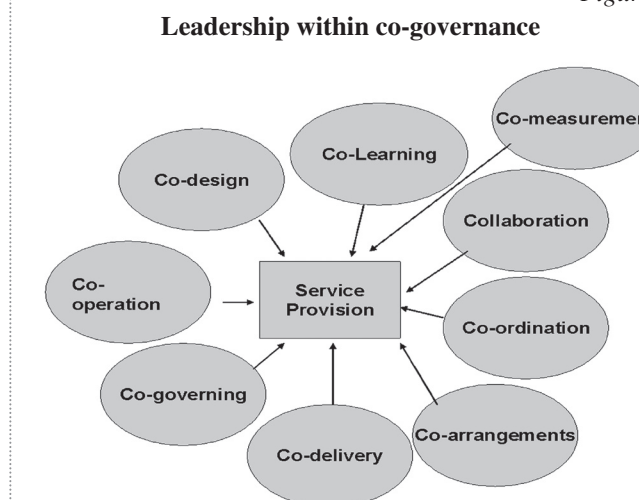 Leadership within co-governance
Co-measuremen
Co-Learning
Co-design
Collaboration
Co-
operation
Service
Provision
Co-ordination
Co-governing
Co-arrangements
Co-delivery